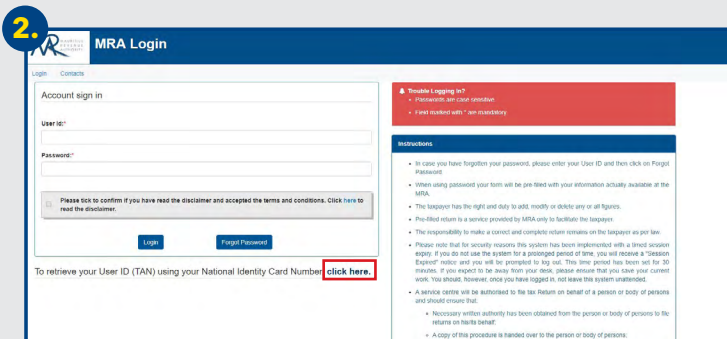 2.
MAURITIUS
REVENUE
AUTHORITY
MRA Login
Login Contacts
Account sign in
User Id:*
Password:*
Please tick to confirm if you have read the disclaimer and accepted the terms and conditions. Click here to
read the disclaimer.
Login Forgot Password
To retrieve your User ID (TAN) using your National Identity Card Number, click here.
Trouble Logging In?
• Passwords are case sensitive.
• Field marked with * are mandatory.
Instructions
• In case you have forgotten your password, please enter your User ID and then click on Forgot
Password
• When using password your form will be pre-filled with your information actually available at the
MRA.
• The taxpayer has the right and duty to add, modify or delete any or all figures.
• Pre-filled return is a service provided by MRA only to facilitate the taxpayer.
• The responsibility to make a correct and complete return remains on the taxpayer as per law.
• Please note that for security reasons this system has been implemented with a timed session
expiry. If you do not use the system for a prolonged period of time, you will receive a "Session
Expired" notice and you will be prompted to log out. This time period has been set for 30
minutes. If you expect to be away from your desk, please ensure that you save your current
work. You should, however, once you have logged in, not leave this system unattended.
• A service centre will be authorised to file tax Return on behalf of a person or body of persons
and should ensure that:
• Necessary written authority has been obtained from the person or body of persons to file
returns on his/its behalf.
• A copy of this procedure is handed over to the person or body of persons.